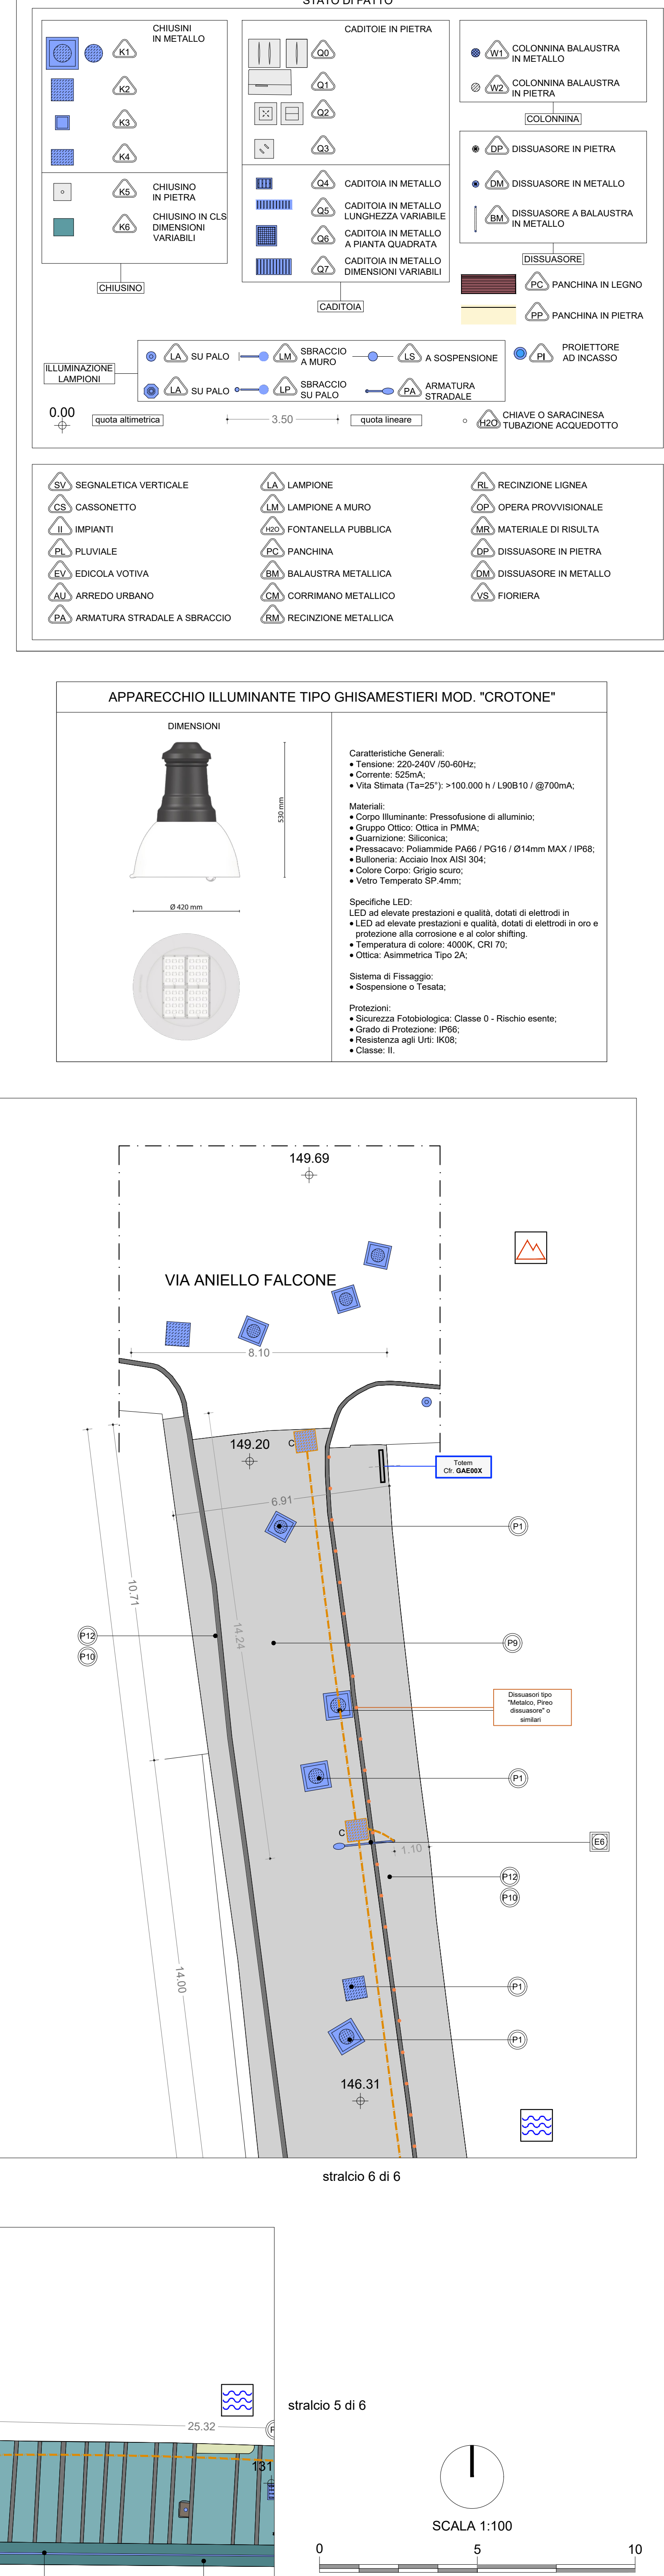 STATO DI FATTO
CHIUSINI
IN METALLO
K1
K2
K3
K4
K5
CHIUSINO
IN PIETRA
K6
CHIUSINO IN CLS
DIMENSIONI
VARIABILI
CHIUSINO
CADITOIE IN PIETRA
Q0
Q1
Q2
Q3
Q4
CADITOIA IN METALLO
Q5
CADITOIA IN METALLO
LUNGHEZZA VARIABILE
Q6
CADITOIA IN METALLO
A PIANTA QUADRATA
Q7
CADITOIA IN METALLO
DIMENSIONI VARIABILI
CADITOIA
W1
COLONNINA BALAUSTRA
IN METALLO
W2
COLONNINA BALAUSTRA
IN PIETRA
COLONNINA
DP DISSUASORE IN PIETRA
DM DISSUASORE IN METALLO
BM
DISSUASORE A BALAUSTRA
IN METALLO
DISSUASORE
PC PANCHINA IN LEGNO
PP PANCHINA IN PIETRA
ILLUMINAZIONE
LAMPIONI
LA SU PALO
LM
SBRACCIO
A MURO
LS A SOSPENSIONE
PI
PROIETTORE
AD INCASSO
LA SU PALO
LP
SBRACCIO
SU PALO
PA
ARMATURA
STRADALE
0.00
quota altimetrica
3.50
quota lineare
H2O
CHIAVE O SARACINESA
TUBAZIONE ACQUEDOTTO
SV SEGNALETICA VERTICALE
CS CASSONETTO
II IMPIANTI
PL PLUVIALE
EV EDICOLA VOTIVA
AU ARREDO URBANO
PA ARMATURA STRADALE A SBRACCIO
LA LAMPIONE
LM LAMPIONE A MURO
H2O FONTANELLA PUBBLICA
PC PANCHINA
BM BALAUSTRA METALLICA
CM CORRIMANO METALLICO
RM RECINZIONE METALLICA
RL RECINZIONE LIGNEA
OP OPERA PROVVISIONALE
MR MATERIALE DI RISULTA
DP DISSUASORE IN PIETRA
DM DISSUASORE IN METALLO
VS FIORIERA
APPARECCHIO ILLUMINANTE TIPO GHISAMESTIERI MOD. "CROTONE"
DIMENSIONI
530 mm
Ø 420 mm
Caratteristiche Generali:
• Tensione: 220-240V /50-60Hz;
• Corrente: 525mA;
• Vita Stimata (Ta=25°): >100.000 h / L90B10 / @700mA;
Materiali:
• Corpo Illuminante: Pressofusione di alluminio;
• Gruppo Ottico: Ottica in PMMA;
• Guarnizione: Siliconica;
• Pressacavo: Poliammide PA66 / PG16 / Ø14mm MAX / IP68;
• Bulloneria: Acciaio Inox AISI 304;
• Colore Corpo: Grigio scuro;
• Vetro Temperato SP.4mm;
Specifiche LED:
LED ad elevate prestazioni e qualità, dotati di elettrodi in
• LED ad elevate prestazioni e qualità, dotati di elettrodi in oro e
protezione alla corrosione e al color shifting.
• Temperatura di colore: 4000K, CRI 70;
• Ottica: Asimmetrica Tipo 2A;
Sistema di Fissaggio:
• Sospensione o Tesata;
Protezioni:
• Sicurezza Fotobiologica: Classe 0 - Rischio esente;
• Grado di Protezione: IP66;
• Resistenza agli Urti: IK08;
• Classe: II.
149.69
VIA ANIELLO FALCONE
8.10
149.20
C
Totem
Cfr. GAE00X
6.91
P1
10.71
14.24
P12
P10
P9
Dissuasori tipo
"Metalco, Pireo
dissuasore" o
similari
P1
C
E6
1.10
P12
P10
14.00
P1
P1
146.31
stralcio 6 di 6
stralcio 5 di 6
25.32
131
SCALA 1:100
0
5
10